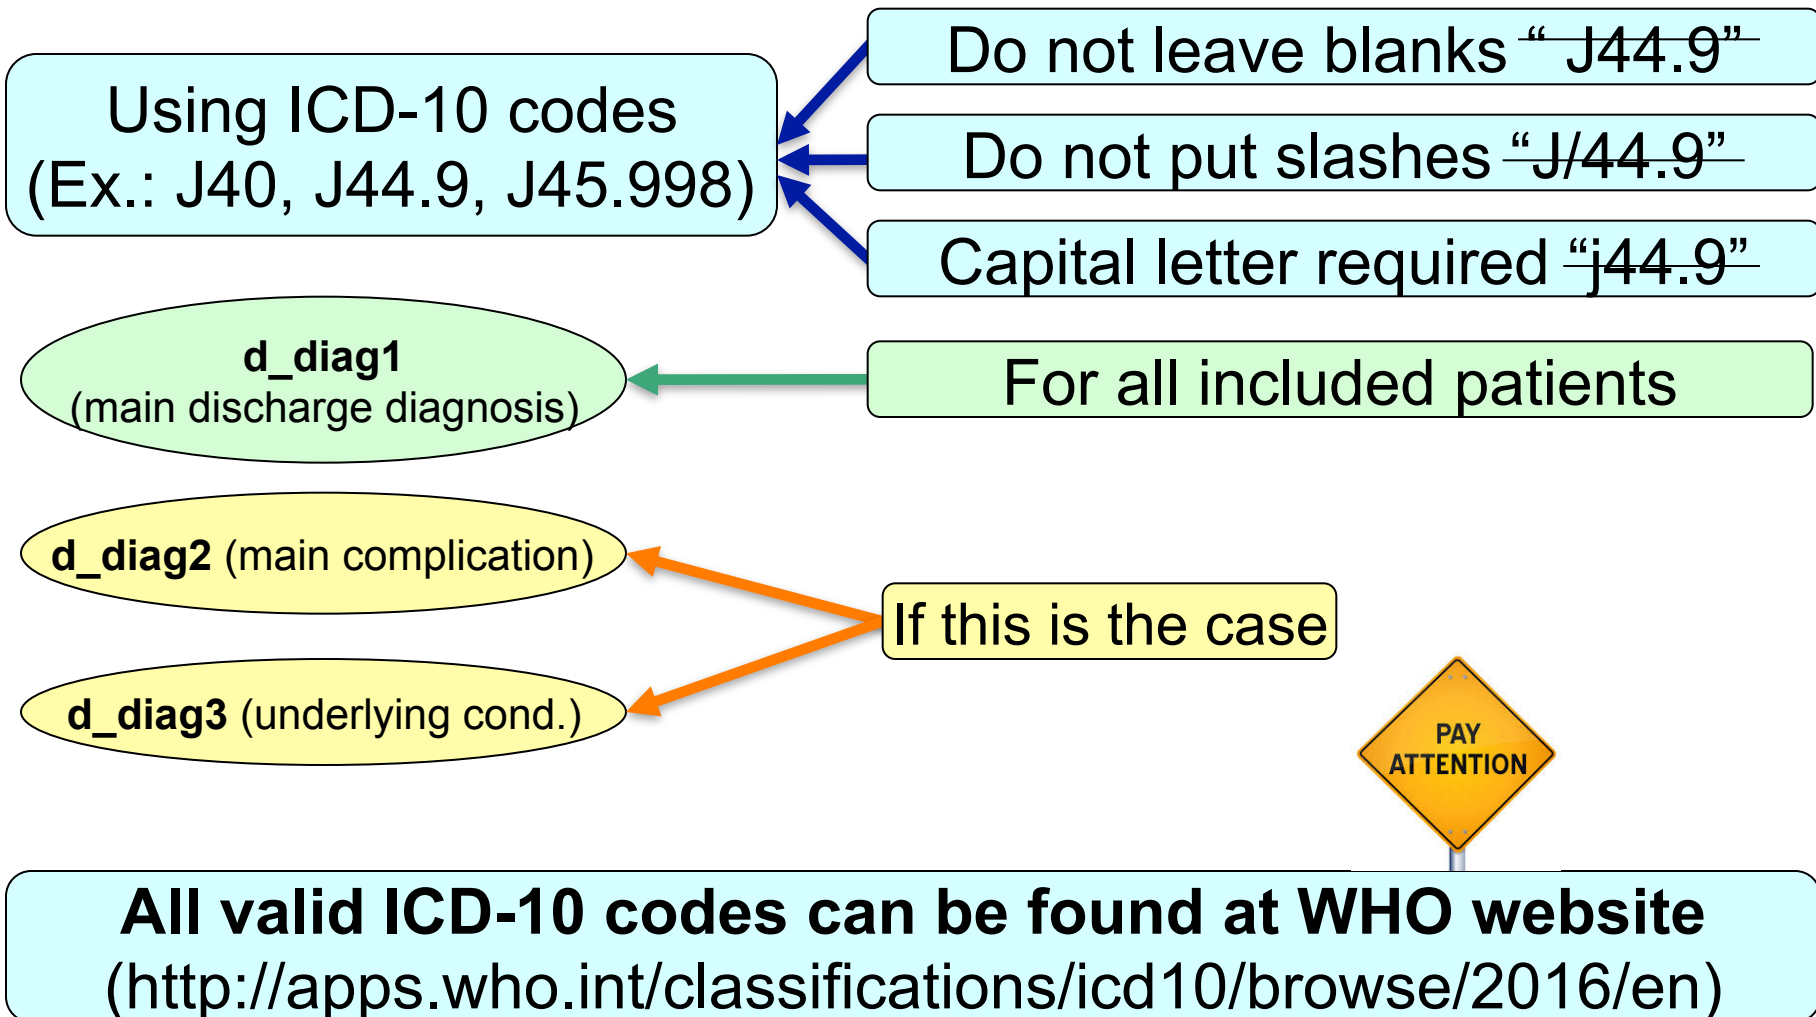 Using ICD-10 codes
(Ex.: J40, J44.9, J45.998)
Do not leave blanks “ J44.9”
Do not put slashes “J/44.9”
Capital letter required “j44.9”
d_diag1
(main discharge diagnosis)
For all included patients
d_diag2 (main complication)
d_diag3 (underlying cond.)
If this is the case
PAY
ATTENTION
All valid ICD-10 codes can be found at WHO website
(http://apps.who.int/classifications/icd10/browse/2016/en)